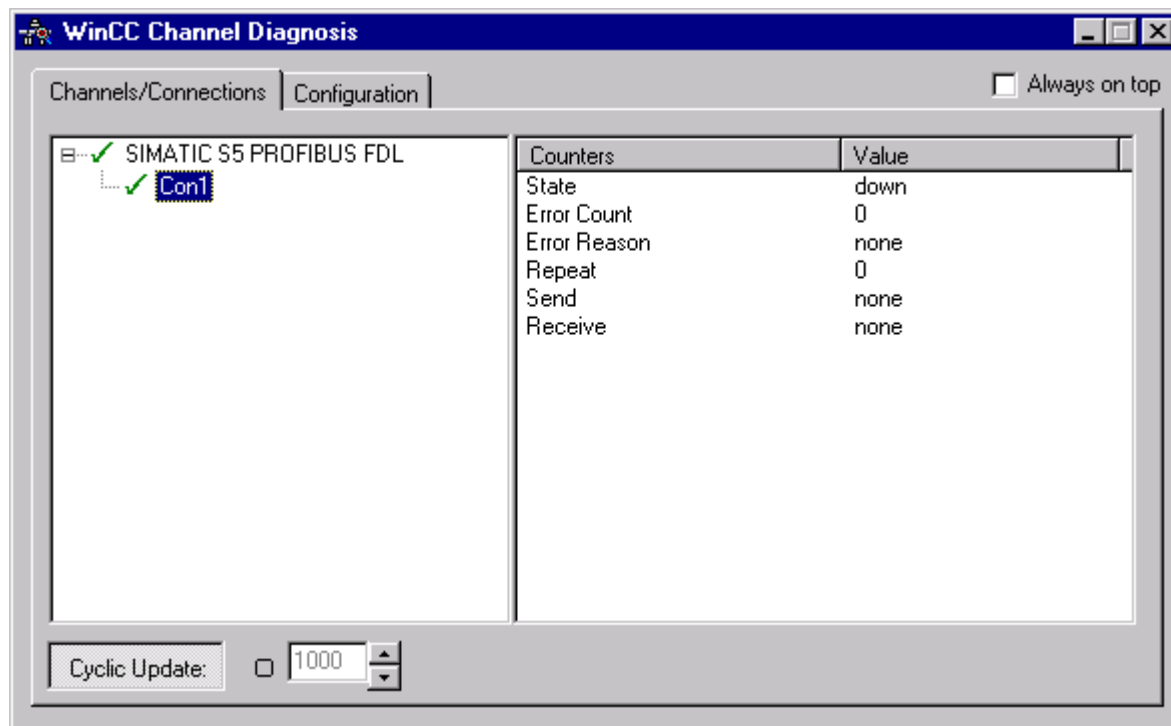 WinCC Channel Diagnosis
Channels/Connections Configuration Always on top
SIMATIC S5 PROFIBUS FDL
Con1
Counters Value
State down
Error Count 0
Error Reason none
Repeat 0
Send none
Receive none
Cyclic Update: 1000